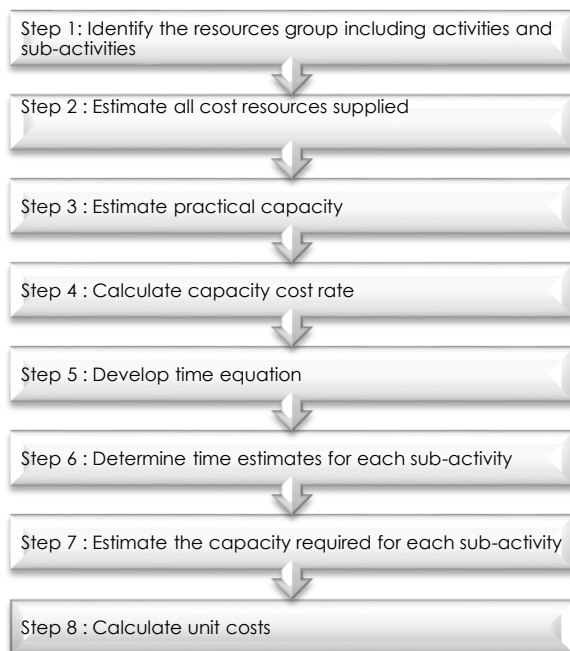 Step 1: Identify the resources group including activities and
sub-activities
Step 2 : Estimate all cost resources supplied
Step 3 : Estimate practical capacity
Step 4 : Calculate capacity cost rate
Step 5 : Develop time equation
Step 6 : Determine time estimates for each sub-activity
Step 7 : Estimate the capacity required for each sub-activity
Step 8 : Calculate unit costs